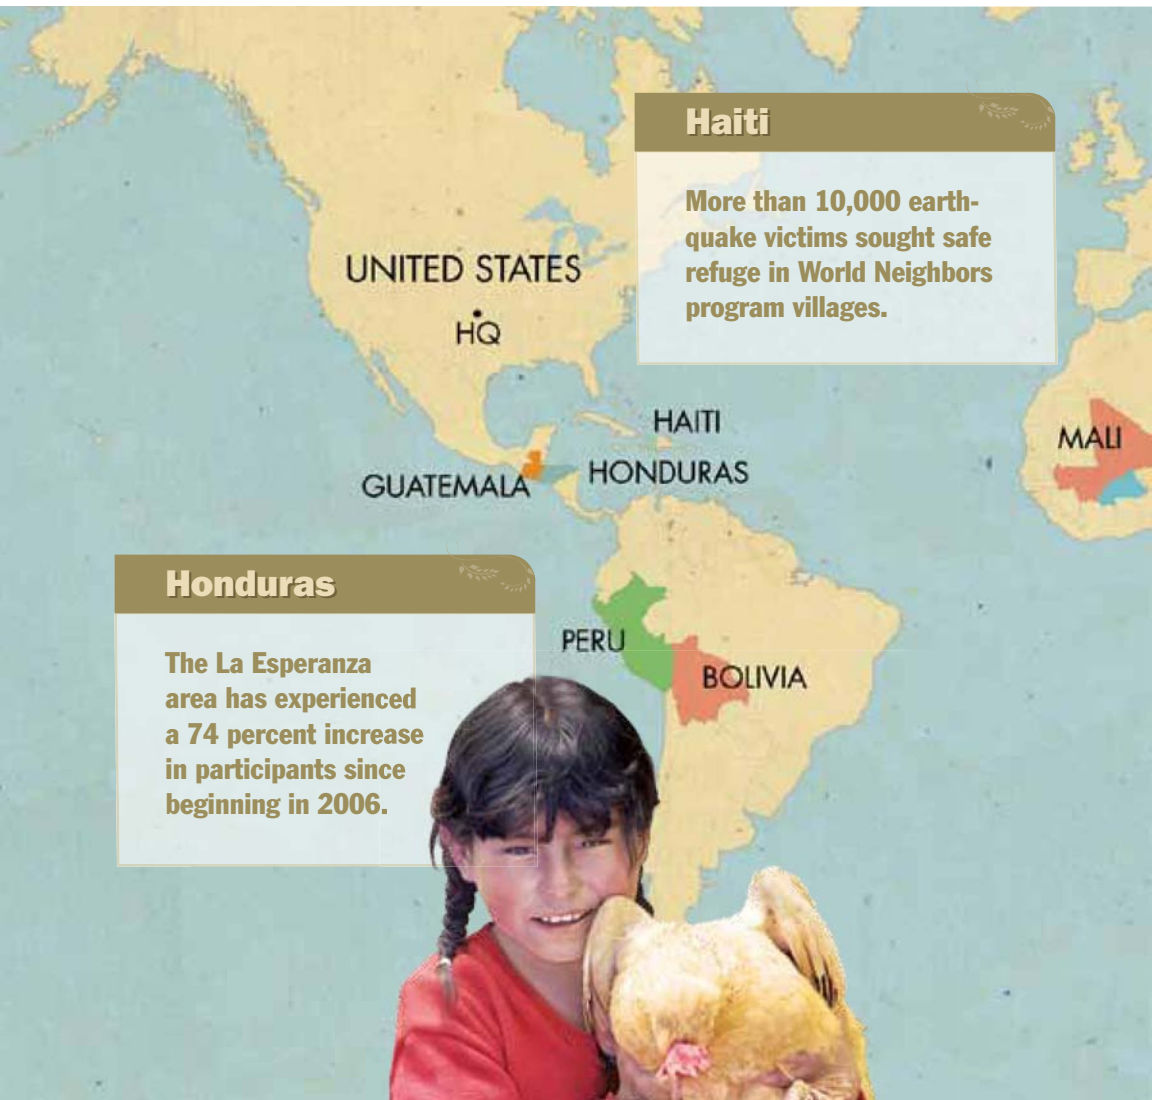 Haiti
More than 10,000 earth-
quake victims sought safe
refuge in World Neighbors
program villages.
UNITED STATES
HQ
HAITI
MALI
HONDURAS
GUATEMALA
Honduras
The La Esperanza
area has experienced
a 74 percent increase
in participants since
beginning in 2006.
PERU
BOLIVIA